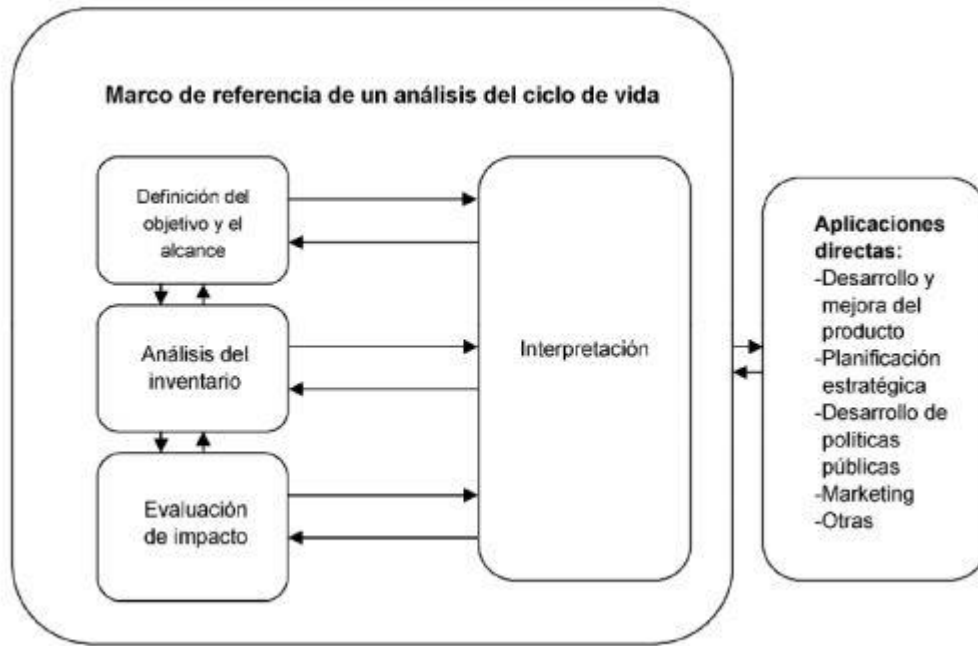 Marco de referencia de un análisis del ciclo de vida
Definición del
objetivo y el
alcance
Análisis del
inventario
Evaluación
de impacto
Interpretación
Aplicaciones
directas:
-Desarrollo y
mejora del
producto
-Planificación
estratégica
-Desarrollo de
políticas
públicas
-Marketing
-Otras